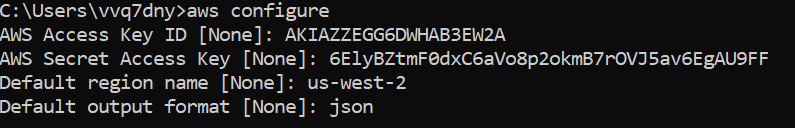 C:\Users\vvq7dny>aws configure
AWS Access Key ID [None]: AKIAZZEGG6DWHAB3EW2A
AWS Secret Access Key [None]: 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
Default region name [None]: us-west-2
Default output format [None]: json